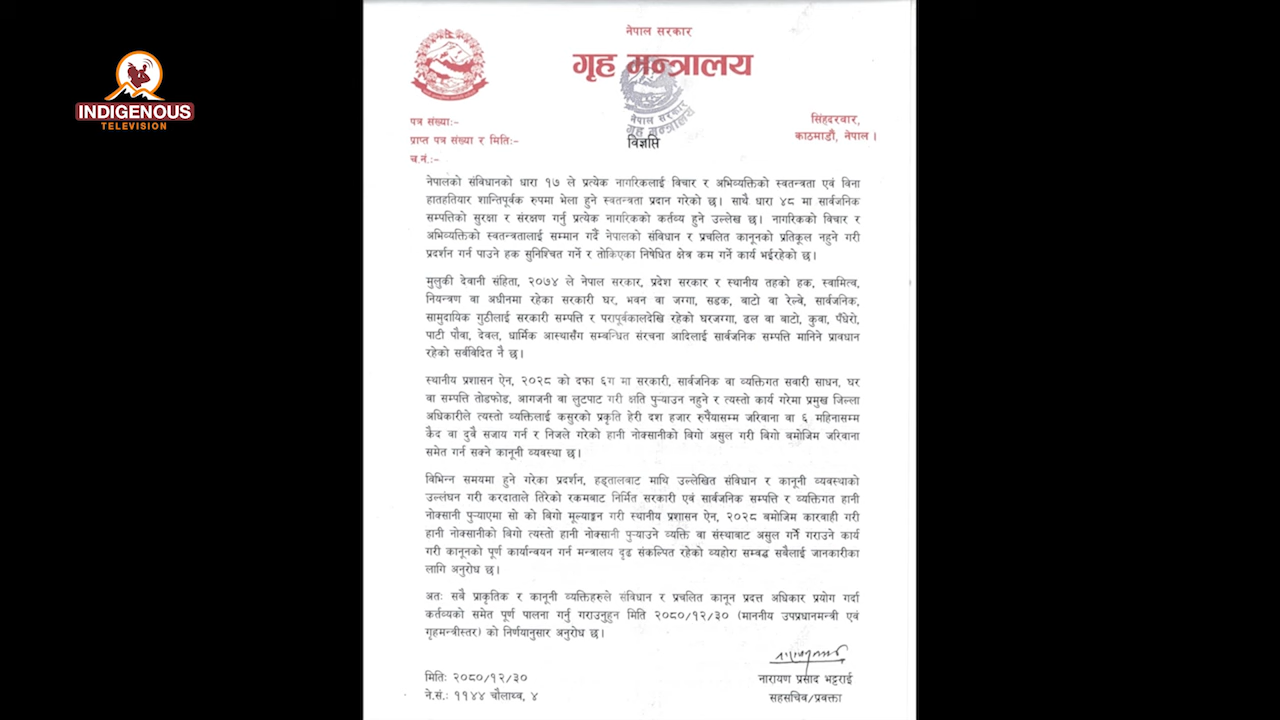 INDIGENOUS
TELEVISION
नेपाल सरकार
गृह मन्त्रालय
नेपाल सरकार
गृह मन्त्रालय
सिंहदरवार,
काठमाडौं, नेपाल ।
पत्र संख्याः-
प्राप्त पत्र संख्या र मितिः-
च.नं.:-
विज्ञप्ति
नेपालको संविधानको धारा १७ ले प्रत्येक नागरिकलाई विचार र अभिव्यक्तिको स्वतन्त्रता एवं विना
हातहतियार शान्तिपूर्वक रुपमा भेला हुने स्वतन्त्रता प्रदान गरेको छ। साथै धारा ४८ मा सार्वजनिक
सम्पत्तिको सुरक्षा र संरक्षण गर्नु प्रत्येक नागरिकको कर्तव्य हुने उल्लेख छ। नागरिकको विचार र
अभिव्यक्तिको स्वतन्त्रतालाई सम्मान गर्दै नेपालको संविधान र प्रचलित कानूनको प्रतिकूल नहुने गरी
प्रदर्शन गर्न पाउने हक सुनिश्चित गर्ने र तोकिएका निषेधित क्षेत्र कम गर्ने कार्य भईरहेको छ।
मुलुकी देवानी संहिता, २०७४ ले नेपाल सरकार, प्रदेश सरकार र स्थानीय तहको हक, स्वामित्व,
नियन्त्रण वा अधीनमा रहेका सरकारी घर, भवन वा जग्गा, सडक, बाटो वा रेल्वे, सार्वजनिक,
सामुदायिक गुठीलाई सरकारी सम्पत्ति र परापूर्वकालदेखि रहेको घरजग्गा, ढल वा बाटो, कुवा, पँधेरो,
पाटी पौवा, देवल, धार्मिक आस्थासँग सम्बन्धित संरचना आदिलाई सार्वजनिक सम्पत्ति मानिने प्रावधान
रहेको सर्वविदित नै छ।
स्थानीय प्रशासन ऐन, २०२८ को दफा ६ग मा सरकारी, सार्वजनिक वा व्यक्तिगत सवारी साधन, घर
वा सम्पत्ति तोडफोड, आगजनी वा लुटपाट गरी क्षति पुऱ्याउन नहुने र त्यस्तो कार्य गरेमा प्रमुख जिल्ला
अधिकारीले त्यस्तो व्यक्तिलाई कसुरको प्रकृति हेरी दश हजार रुपैँयासम्म जरिवाना वा ६ महिनासम्म
कैद वा दुवै सजाय गर्न र निजले गरेको हानी नोक्सानीको बिगो असुल गरी बिगो बमोजिम जरिवाना
समेत गर्न सक्ने कानूनी व्यवस्था छ।
विभिन्न समयमा हुने गरेका प्रदर्शन, हड्तालबाट माथि उल्लेखित संविधान र कानूनी व्यवस्थाको
उल्लंघन गरी करदाताले तिरेको रकमबाट निर्मित सरकारी एवं सार्वजनिक सम्पत्ति र व्यक्तिगत हानी
नोक्सानी पुऱ्याएमा सो को बिगो मूल्याङ्कन गरी स्थानीय प्रशासन ऐन, २०२८ बमोजिम कारवाही गरी
हानी नोक्सानीको बिगो त्यस्तो हानी नोक्सानी पुऱ्याउने व्यक्ति वा संस्थाबाट असुल गर्ने गराउने कार्य
गरी कानूनको पूर्ण कार्यान्वयन गर्न मन्त्रालय दृढ संकल्पित रहेको व्यहोरा सम्बद्ध सबैलाई जानकारीका
लागि अनुरोध छ।
अतः सबै प्राकृतिक र कानूनी व्यक्तिहरुले संविधान र प्रचलित कानून प्रदत्त अधिकार प्रयोग गर्दा
कर्तव्यको समेत पूर्ण पालना गर्नु गराउनुहुन मिति २०८०/१२/३० (माननीय उपप्रधानमन्त्री एवं
गृहमन्त्रीस्तर) को निर्णयानुसार अनुरोध छ।
मितिः २०८०/१२/३०
ने.सं.: ११४४ चौलाथ्व, ४
नारायण प्रसाद भट्टराई
सहसचिव/प्रवक्ता